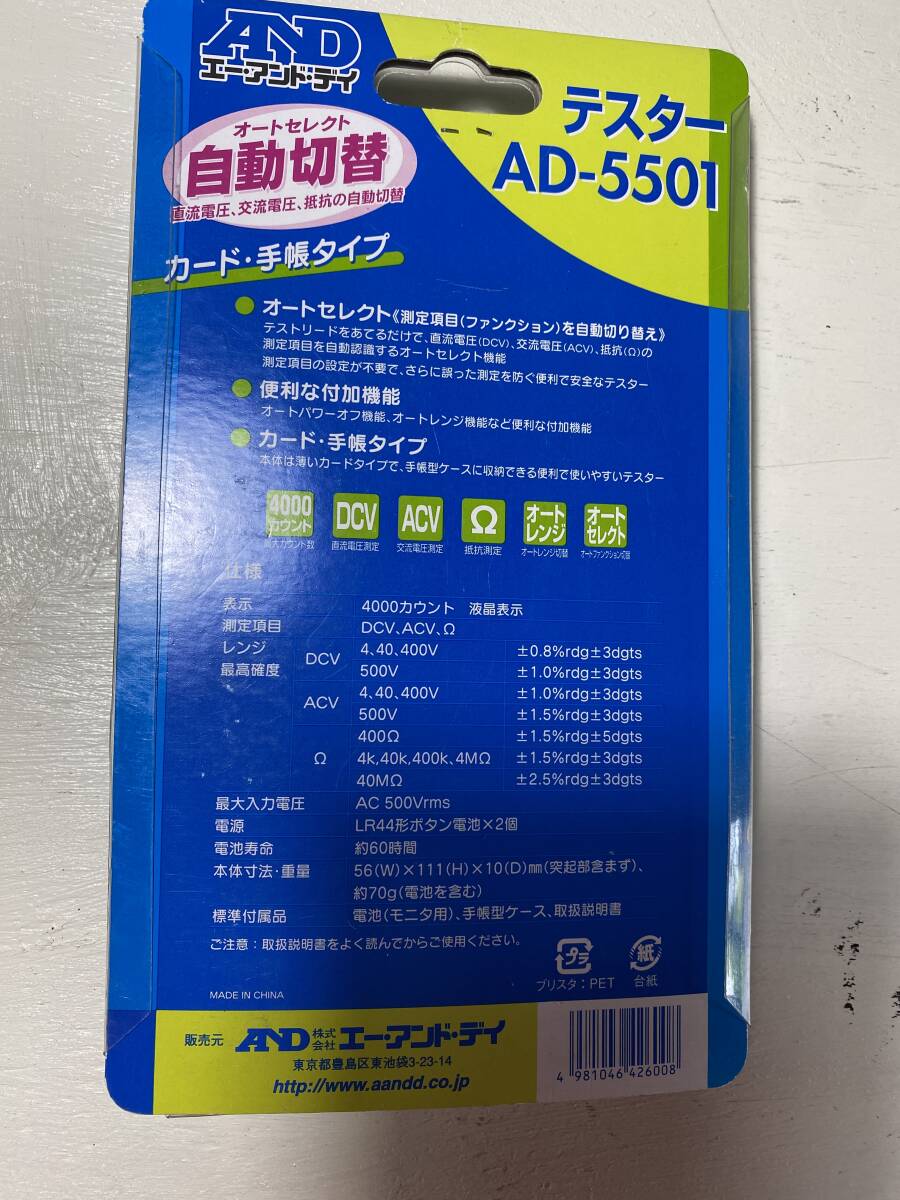 AND
エー・アンド・デイ
オートセレクト
自動切替
直流電圧、交流電圧、抵抗の自動切替
テスター
AD-5501
カード・手帳タイプ
● オートセレクト《測定項目(ファンクション)を自動切り替え》
テストリードをあてるだけで、直流電圧(DCV)、交流電圧(ACV)、抵抗(Ω)の
測定項目を自動認識するオートセレクト機能
測定項目の設定が不要で、さらに誤った測定を防ぐ便利で安全なテスター
● 便利な付加機能
オートパワーオフ機能、オートレンジ機能など便利な付加機能
● カード・手帳タイプ
本体は薄いカードタイプで、手帳型ケースに収納できる便利で使いやすいテスター
4000 カウント DCV ACV Ω オート レンジ オート セレクト
最大カウント数 直流電圧測定 交流電圧測定 抵抗測定 オートレンジ切替 オートファンクション切替
仕様
表示 4000カウント 液晶表示
測定項目 DCV、ACV、Ω
レンジ DCV 4、40、400V ±0.8%rdg±3dgts
最高確度 500V ±1.0%rdg±3dgts
ACV 4、40、400V ±1.0%rdg±3dgts
500V ±1.5%rdg±3dgts
400Ω ±1.5%rdg±5dgts
Ω 4k,40k,400k、4MΩ ±1.5%rdg±3dgts
40MΩ ±2.5%rdg±3dgts
最大入力電圧 AC 500Vrms
電源 LR44形ボタン電池×2個
電池寿命 約60時間
本体寸法・重量 56(W)×111(H)×10(D)mm(突起部含まず)、
約70g(電池を含む)
標準付属品 電池(モニタ用)、手帳型ケース、取扱説明書
ご注意：取扱説明書をよく読んでからご使用ください。
プラ 紙
ブリスタ：PET 台紙
MADE IN CHINA
販売元 AND 株式会社 エー・アンド・デイ
東京都豊島区東池袋3-23-14
http://www.aandd.co.jp
4 981046 426008